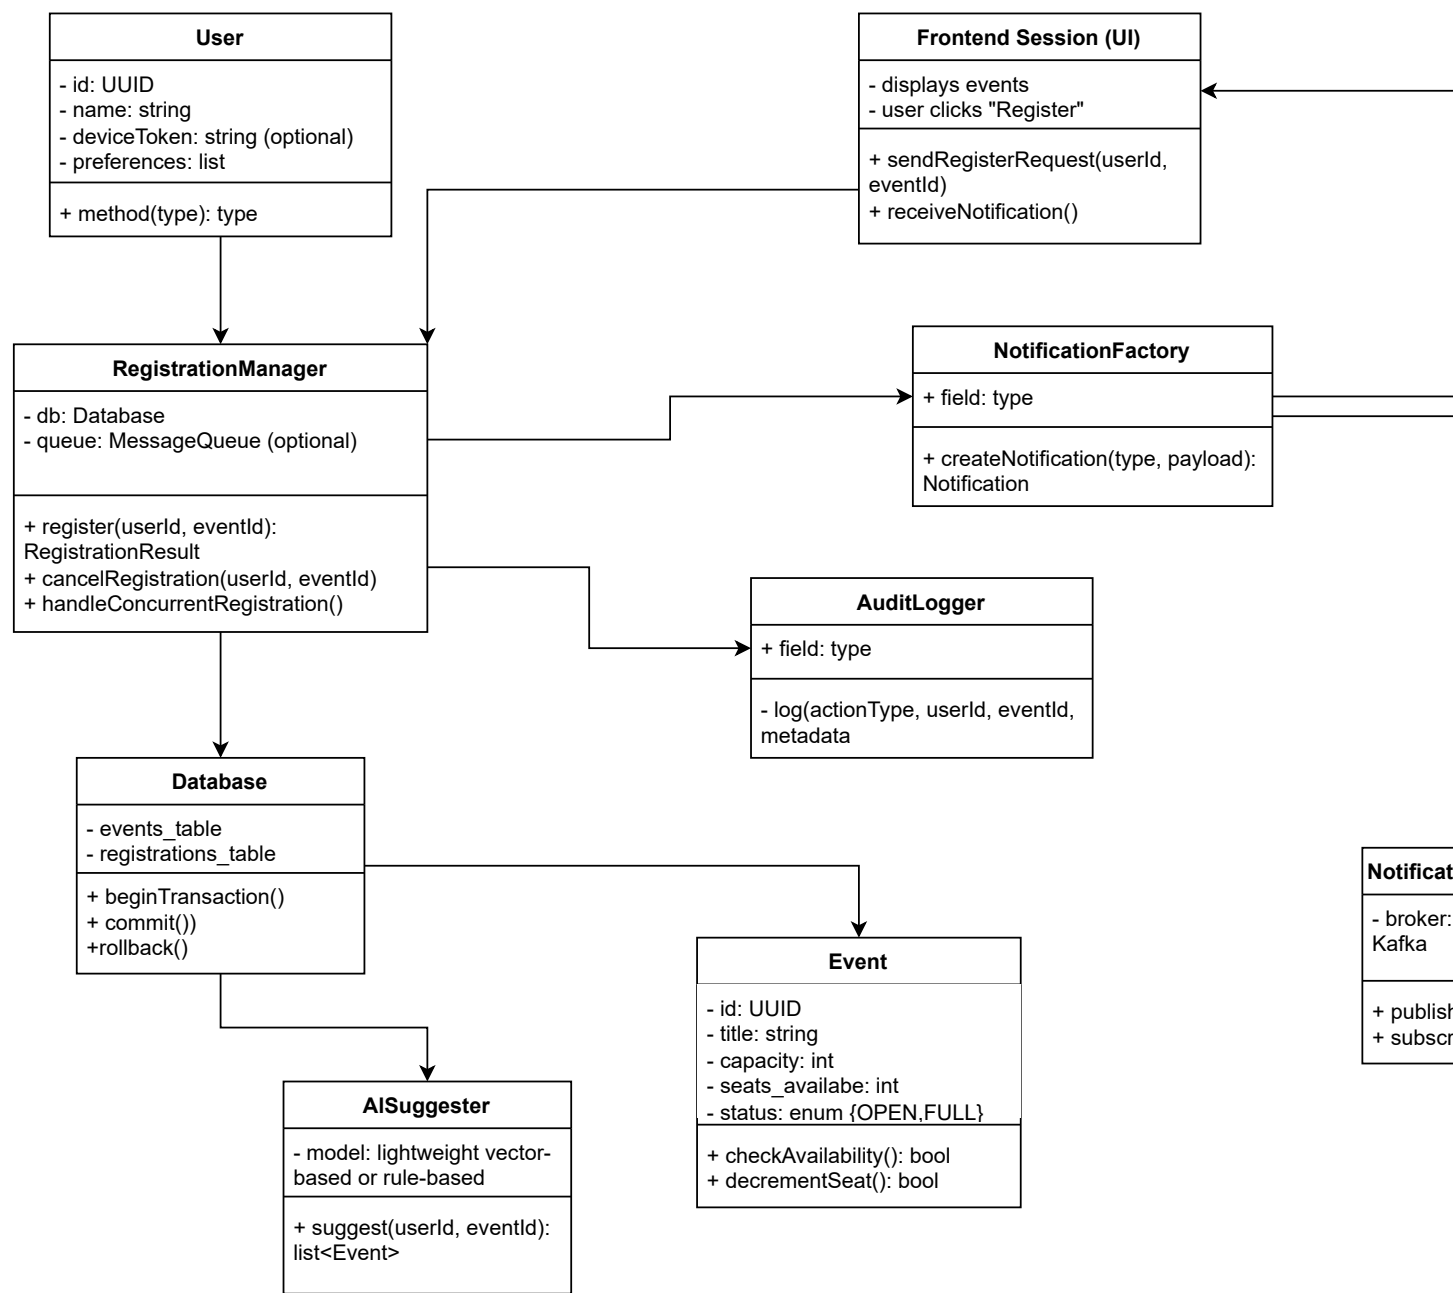 User
- id: UUID
- name: string
- deviceToken: string (optional)
- preferences: list
+ method(type): type
Frontend Session (UI)
- displays events
- user clicks "Register"
+ sendRegisterRequest(userId,
eventId)
+ receiveNotification()
RegistrationManager
- db: Database
- queue: MessageQueue (optional)
+ register(userId, eventId):
RegistrationResult
+ cancelRegistration(userId, eventId)
+ handleConcurrentRegistration()
NotificationFactory
+ field: type
+ createNotification(type, payload):
Notification
AuditLogger
+ field: type
- log(actionType, userId, eventId,
metadata
Database
- events_table
- registrations_table
+ beginTransaction()
+ commit())
+rollback()
Event
- id: UUID
- title: string
- capacity: int
- seats_availabe: int
- status: enum {OPEN,FULL}
+ checkAvailability(): bool
+ decrementSeat(): bool
AISuggester
- model: lightweight vector-
based or rule-based
+ suggest(userId, eventId):
list<Event>
Notificat
- broker:
Kafka
+ publish
+ subscr